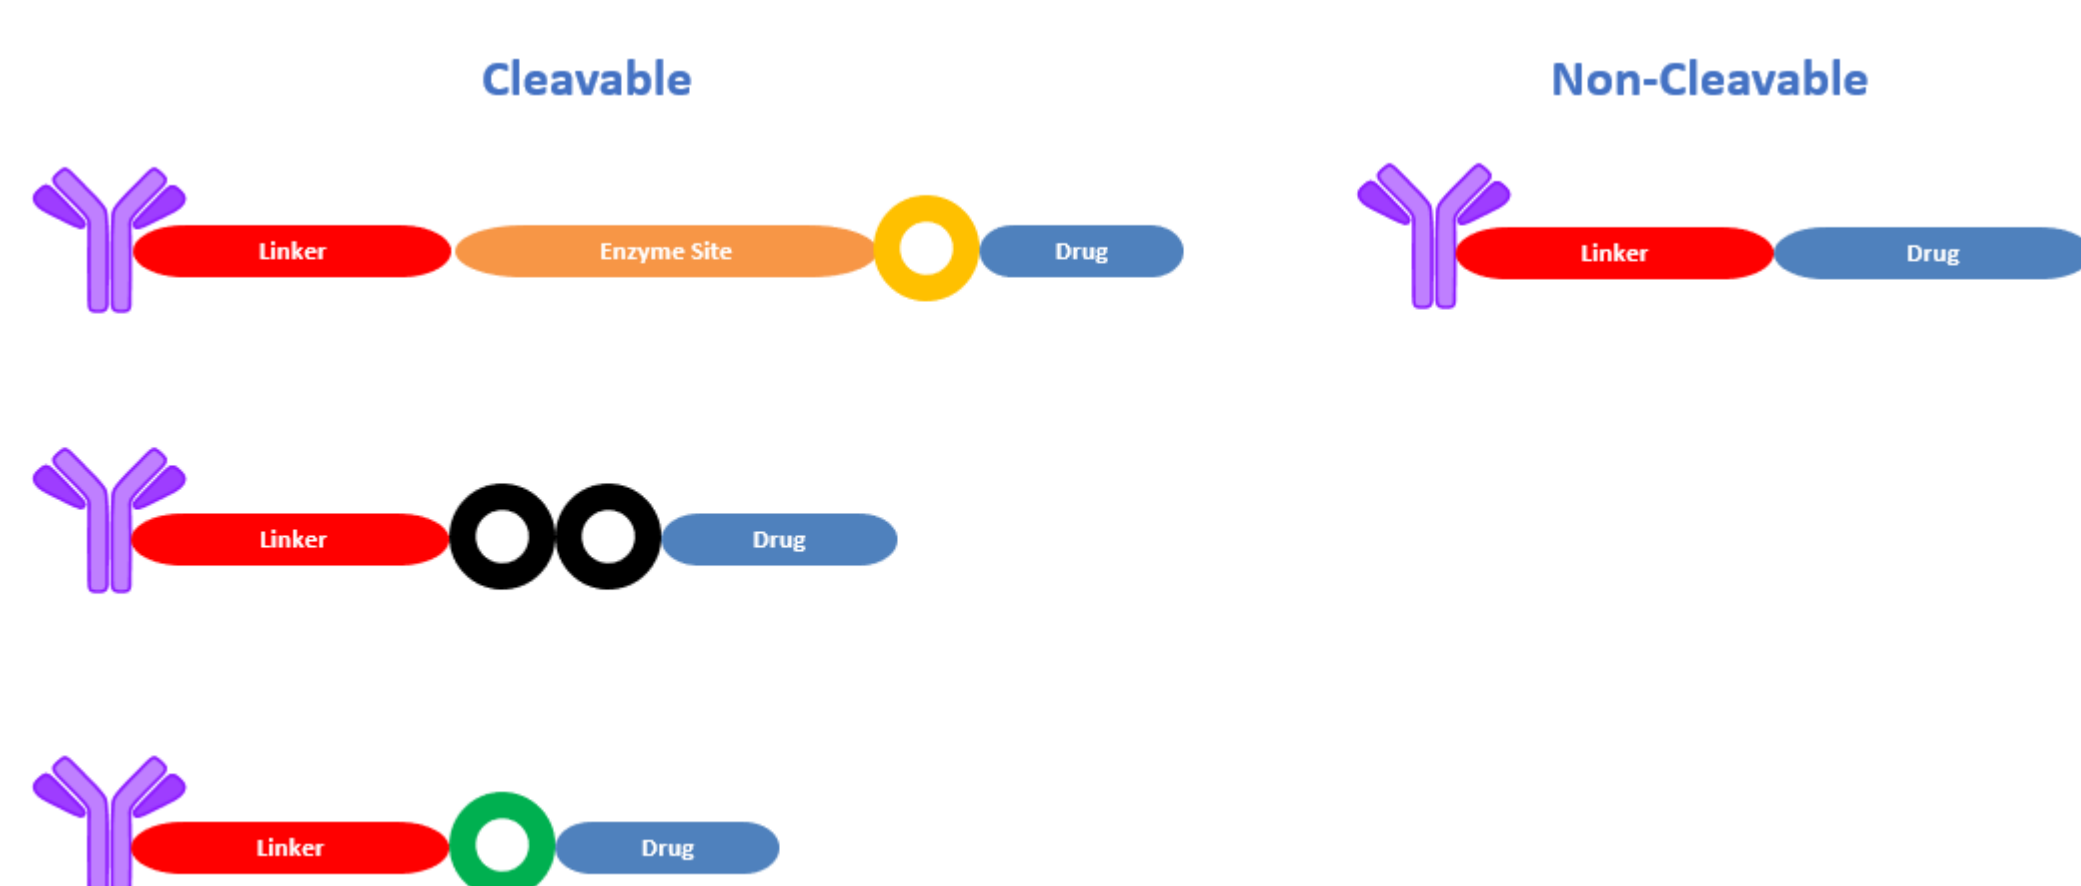 Cleavable
Non-Cleavable
Linker
Enzyme Site
Drug
Linker
Drug
Linker
Drug
Linker
Drug